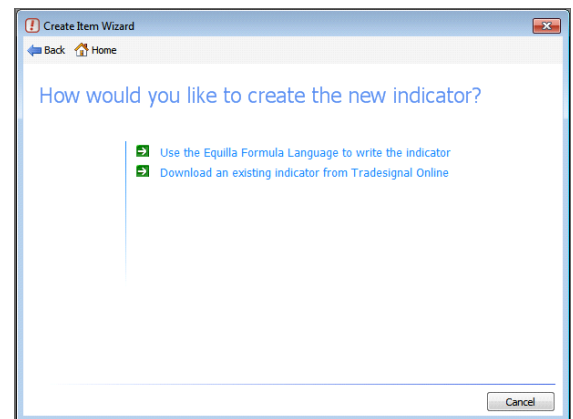 Create Item Wizard
Back Home
How would you like to create the new indicator?
Use the Equilla Formula Language to write the indicator
Download an existing indicator from Tradesignal Online
Cancel